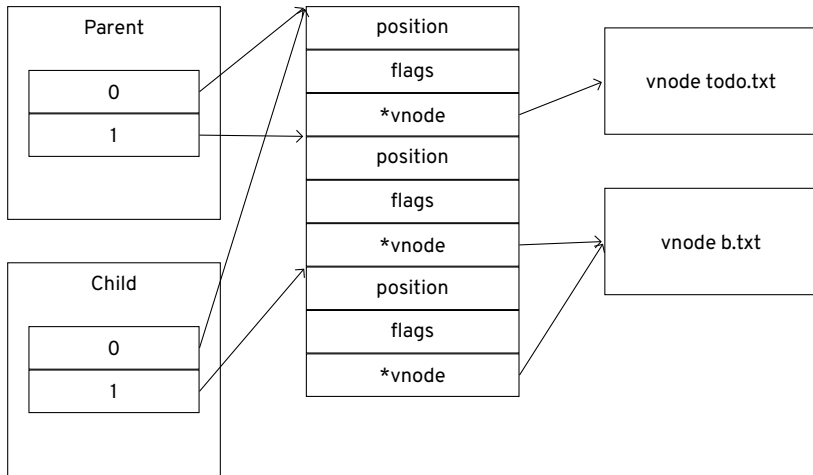 Parent
0
1
Child
0
1
position
flags
*vnode
position
flags
*vnode
position
flags
*vnode
vnode todo.txt
vnode b.txt